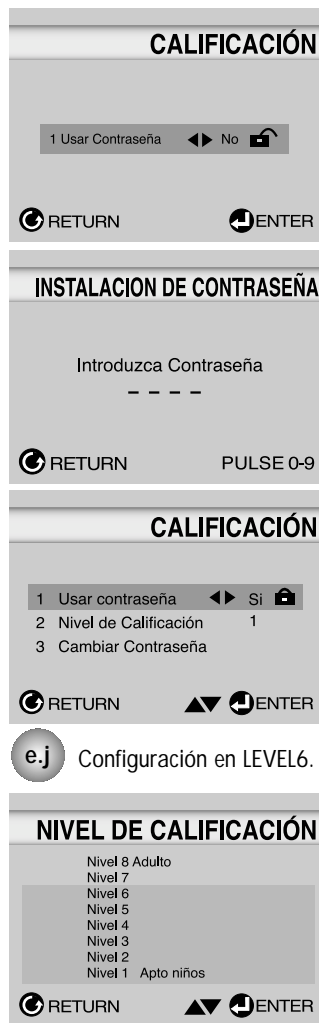 CALIFICACIÓN
1 Usar Contraseña ◀▶ No
RETURN ENTER
INSTALACION DE CONTRASEÑA
Introduzca Contraseña
– – – –
RETURN PULSE 0-9
CALIFICACIÓN
1 Usar contraseña ◀▶ Si
2 Nivel de Calificación 1
3 Cambiar Contraseña
RETURN ▲▼ ENTER
e.j Configuración en LEVEL6.
NIVEL DE CALIFICACIÓN
Nivel 8 Adulto
Nivel 7
Nivel 6
Nivel 5
Nivel 4
Nivel 3
Nivel 2
Nivel 1 Apto niños
RETURN ▲▼ ENTER